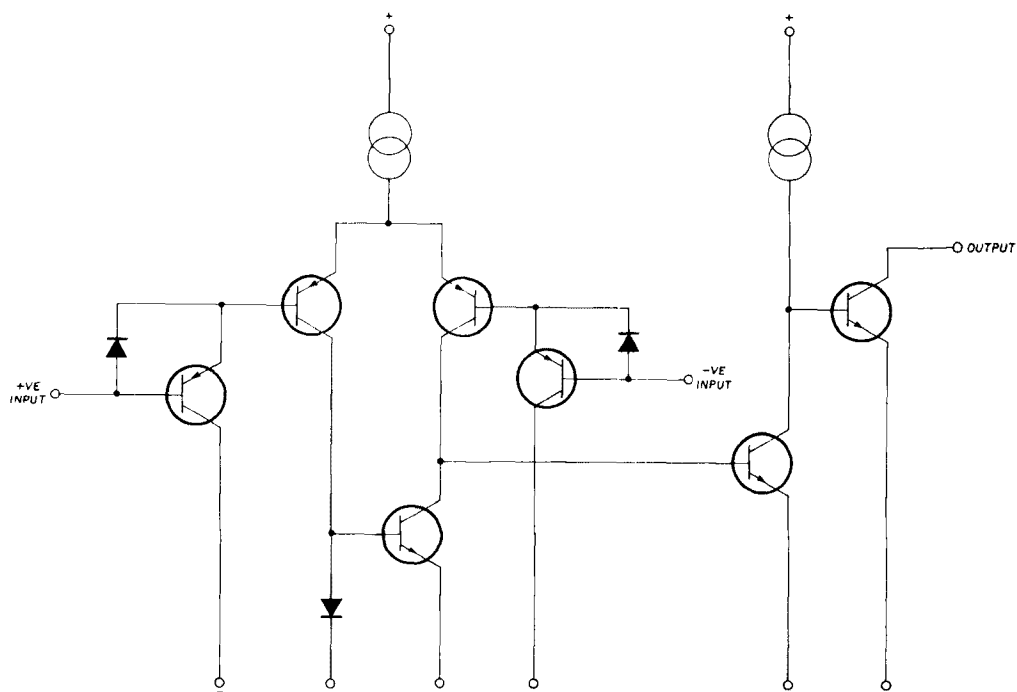 +
+
OUTPUT
+VE
INPUT
-VE
INPUT